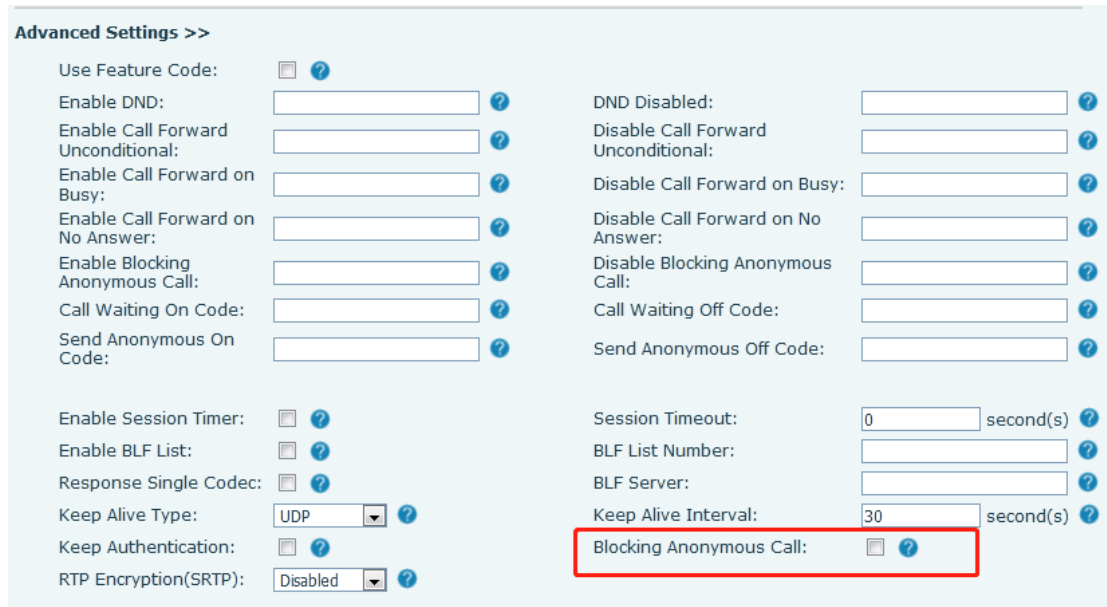 Advanced Settings >>
Use Feature Code:
Enable DND:
DND Disabled:
Enable Call Forward
Unconditional:
Disable Call Forward
Unconditional:
Enable Call Forward on
Busy:
Disable Call Forward on Busy:
Enable Call Forward on
No Answer:
Disable Call Forward on No
Answer:
Enable Blocking
Anonymous Call:
Disable Blocking Anonymous
Call:
Call Waiting On Code:
Call Waiting Off Code:
Send Anonymous On
Code:
Send Anonymous Off Code:
Enable Session Timer:
Session Timeout: 0 second(s)
Enable BLF List:
BLF List Number:
Response Single Codec:
BLF Server:
Keep Alive Type: UDP
Keep Alive Interval: 30 second(s)
Keep Authentication:
Blocking Anonymous Call:
RTP Encryption(SRTP): Disabled